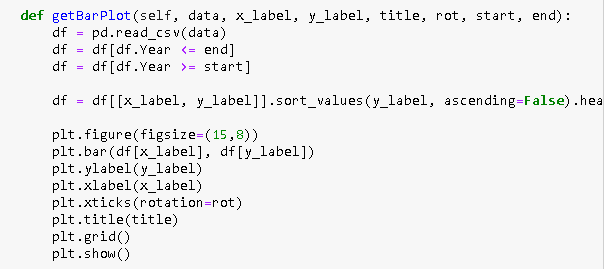 def getBarPlot(self, data, x_label, y_label, title, rot, start, end):
    df = pd.read_csv(data)
    df = df[df.Year <= end]
    df = df[df.Year >= start]
    df = df[[x_label, y_label]].sort_values(y_label, ascending=False).hea
    plt.figure(figsize=(15,8))
    plt.bar(df[x_label], df[y_label])
    plt.ylabel(y_label)
    plt.xlabel(x_label)
    plt.xticks(rotation=rot)
    plt.title(title)
    plt.grid()
    plt.show()